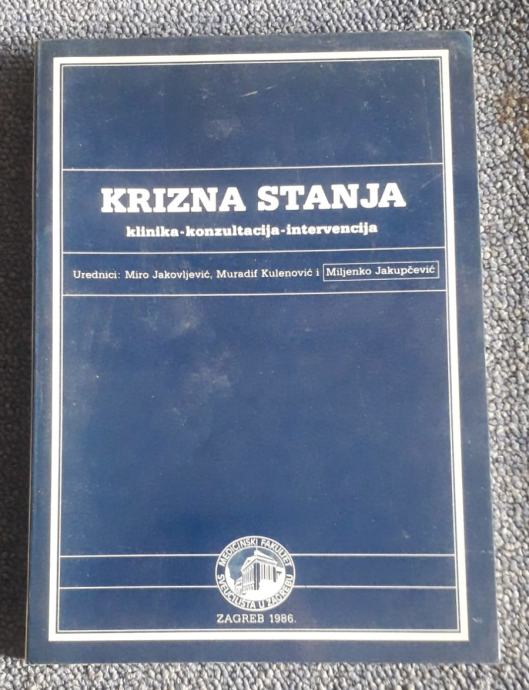 KRIZNA STANJA
klinika-konzultacija-intervencija
Urednici: Miro Jakovljević, Muradif Kulenović i Miljenko Jakupčević
MEDICINSKI FAKULTET
SVEUČILIŠTA U ZAGREBU
ZAGREB 1986.